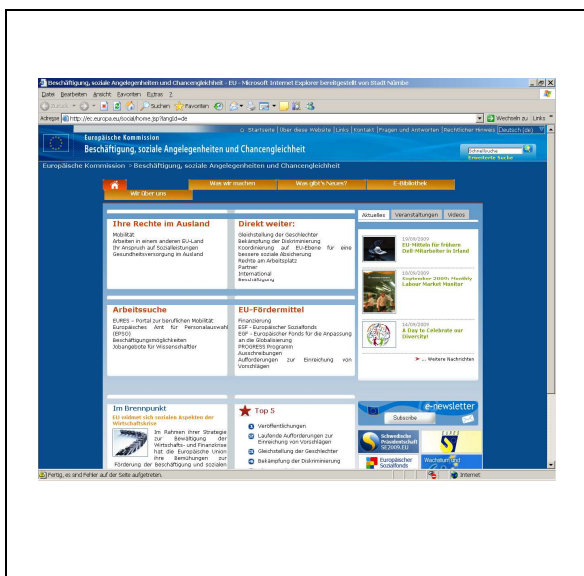 Beschäftigung, soziale Angelegenheiten und Chancengleichheit - EU - Microsoft Internet Explorer bereitgestellt von Stadt Nürnbe
Datei Bearbeiten Ansicht Favoriten Extras ?
Zurück Suchen Favoriten
Adresse http://ec.europa.eu/social/home.jsp?langId=de Wechseln zu Links »
Startseite | Über diese Website | Links | Kontakt | Fragen und Antworten | Rechtlicher Hinweis Deutsch (de)
Europäische Kommission
Beschäftigung, soziale Angelegenheiten und Chancengleichheit
Schnellsuche
Erweiterte Suche
Europäische Kommission > Beschäftigung, soziale Angelegenheiten und Chancengleichheit
Was wir machen Was gibt's Neues? E-Bibliothek
Wir über uns
Ihre Rechte im Ausland
Mobilität
Arbeiten in einem anderen EU-Land
Ihr Anspruch auf Sozialleistungen
Gesundheitsversorgung im Ausland
Direkt weiter:
Gleichstellung der Geschlechter
Bekämpfung der Diskriminierung
Koordinierung auf EU-Ebene für eine
bessere soziale Absicherung
Rechte am Arbeitsplatz
Partner
International
Beschäftigung
Aktuelles Veranstaltungen Videos
19/09/2009
EU-Mitteln für frühere
Dell-Mitarbeiter in Irland
September 2009: Monthly
Labour Market Monitor
14/09/2009
A Day to Celebrate our
Diversity!
... Weitere Nachrichten
Arbeitssuche
EURES – Portal zur beruflichen Mobilität
Europäisches Amt für Personalauswahl
(EPSO)
Beschäftigungsmöglichkeiten
Jobangebote für Wissenschaftler
EU-Fördermittel
Finanzierung
ESF - Europäischer Sozialfonds
EGF - Europäischer Fonds für die Anpassung
an die Globalisierung
PROGRESS Programm
Ausschreibungen
Aufforderungen zur Einreichung von
Vorschlägen
Im Brennpunkt
EU widmet sich sozialen Aspekten der
Wirtschaftskrise
Im Rahmen ihrer Strategie
zur Bewältigung der
Wirtschafts- und Finanzkrise
hat die Europäische Union
ihre Bemühungen zur
Förderung der Beschäftigung und sozialen
Top 5
Veröffentlichungen
Laufende Aufforderungen zur
Einreichung von Vorschlägen
Gleichstellung der Geschlechter
Bekämpfung der Diskriminierung
e-newsletter
Subscribe
Schwedische
Präsidentschaft
SE2009.EU
Europäischer
Sozialfonds
Wachstum und
Fertig, es sind Fehler auf der Seite aufgetreten. Internet